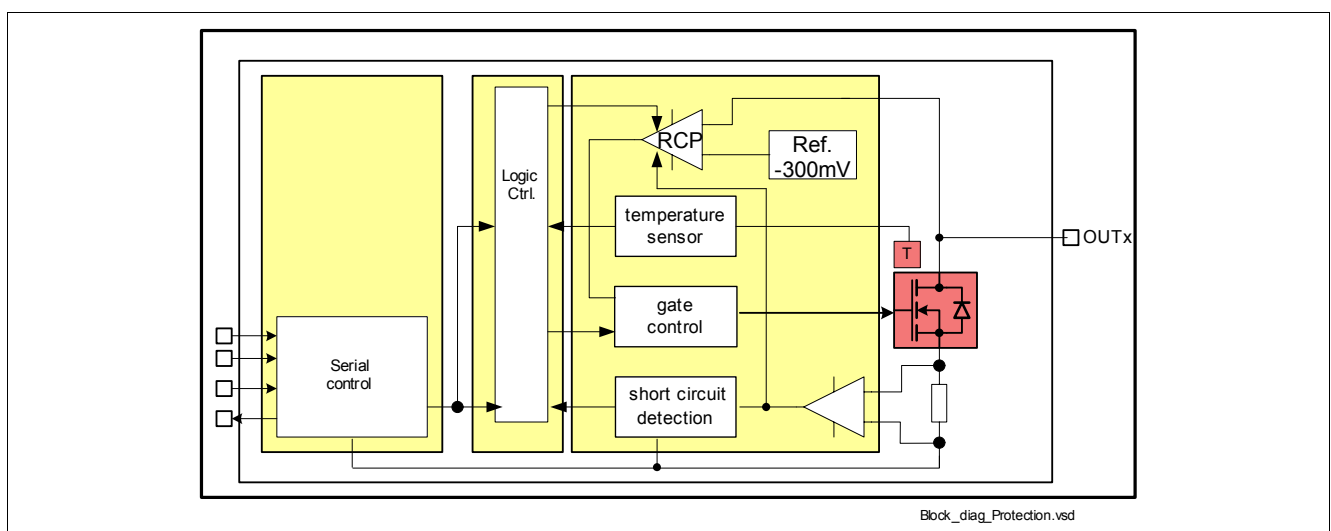 RCP
Ref.
-300mV
Logic
Ctrl.
temperature
sensor
T
OUTx
gate
control
Serial
control
short circuit
detection
Block_diag_Protection.vsd